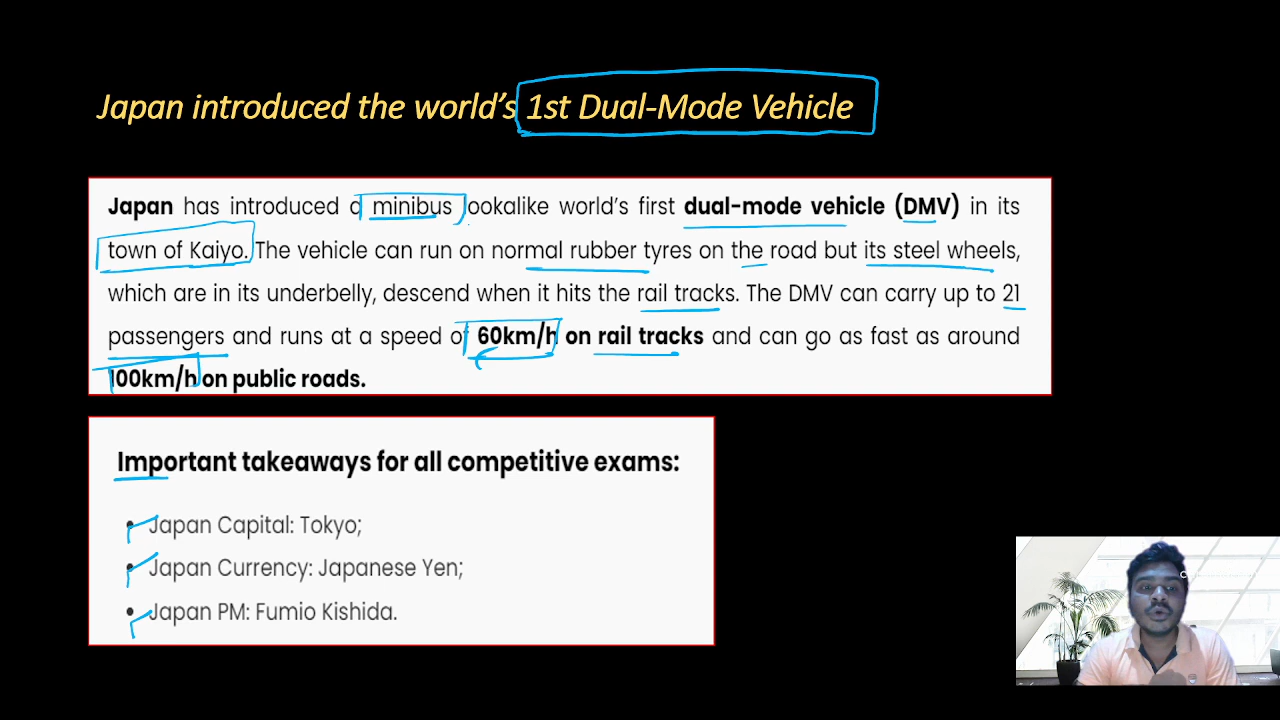 Japan introduced the world's 1st Dual-Mode Vehicle
Japan has introduced a minibus lookalike world's first dual-mode vehicle (DMV) in its
town of Kaiyo. The vehicle can run on normal rubber tyres on the road but its steel wheels,
which are in its underbelly, descend when it hits the rail tracks. The DMV can carry up to 21
passengers and runs at a speed of 60km/h on rail tracks and can go as fast as around
100km/h on public roads.
Important takeaways for all competitive exams:
• Japan Capital: Tokyo;
• Japan Currency: Japanese Yen;
• Japan PM: Fumio Kishida.